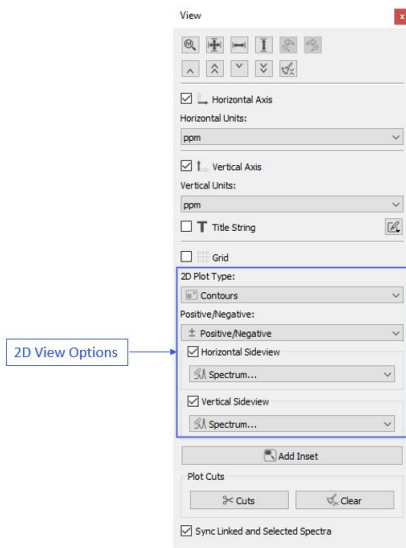 View
x
Horizontal Axis
Horizontal Units:
ppm
Vertical Axis
Vertical Units:
ppm
T Title String
Grid
2D Plot Type:
Contours
Positive/Negative:
± Positive/Negative
Horizontal Sideview
Spectrum...
2D View Options
Vertical Sideview
Spectrum...
Add Inset
Plot Cuts
Cuts
Clear
Sync Linked and Selected Spectra